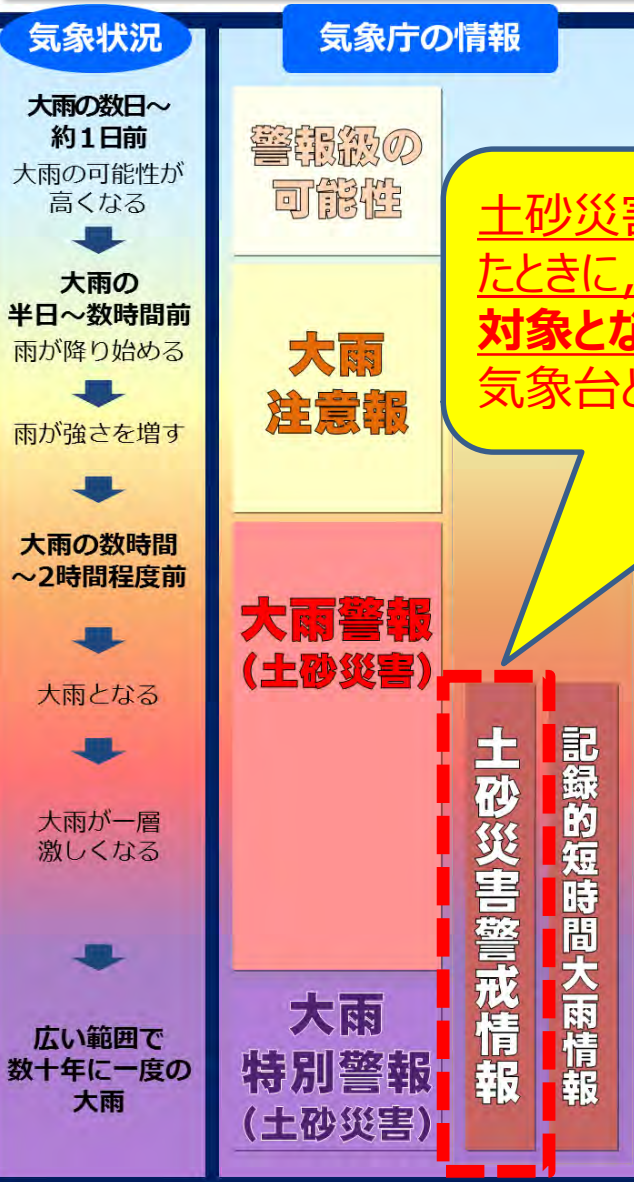 気象状況
大雨の数日～
約1日前
大雨の可能性が
高くなる
大雨の
半日～数時間前
雨が降り始める
雨が強さを増す
大雨の数時間
～2時間程度前
大雨となる
大雨が一層
激しくなる
広い範囲で
数十年に一度の
大雨
気象庁の情報
警報級の
可能性
大雨
注意報
大雨警報
(土砂災害)
大雨
特別警報
(土砂災害)
土砂災害警戒情報
記録的短時間大雨情報
土砂災害
たときに，
対象とな
気象台と